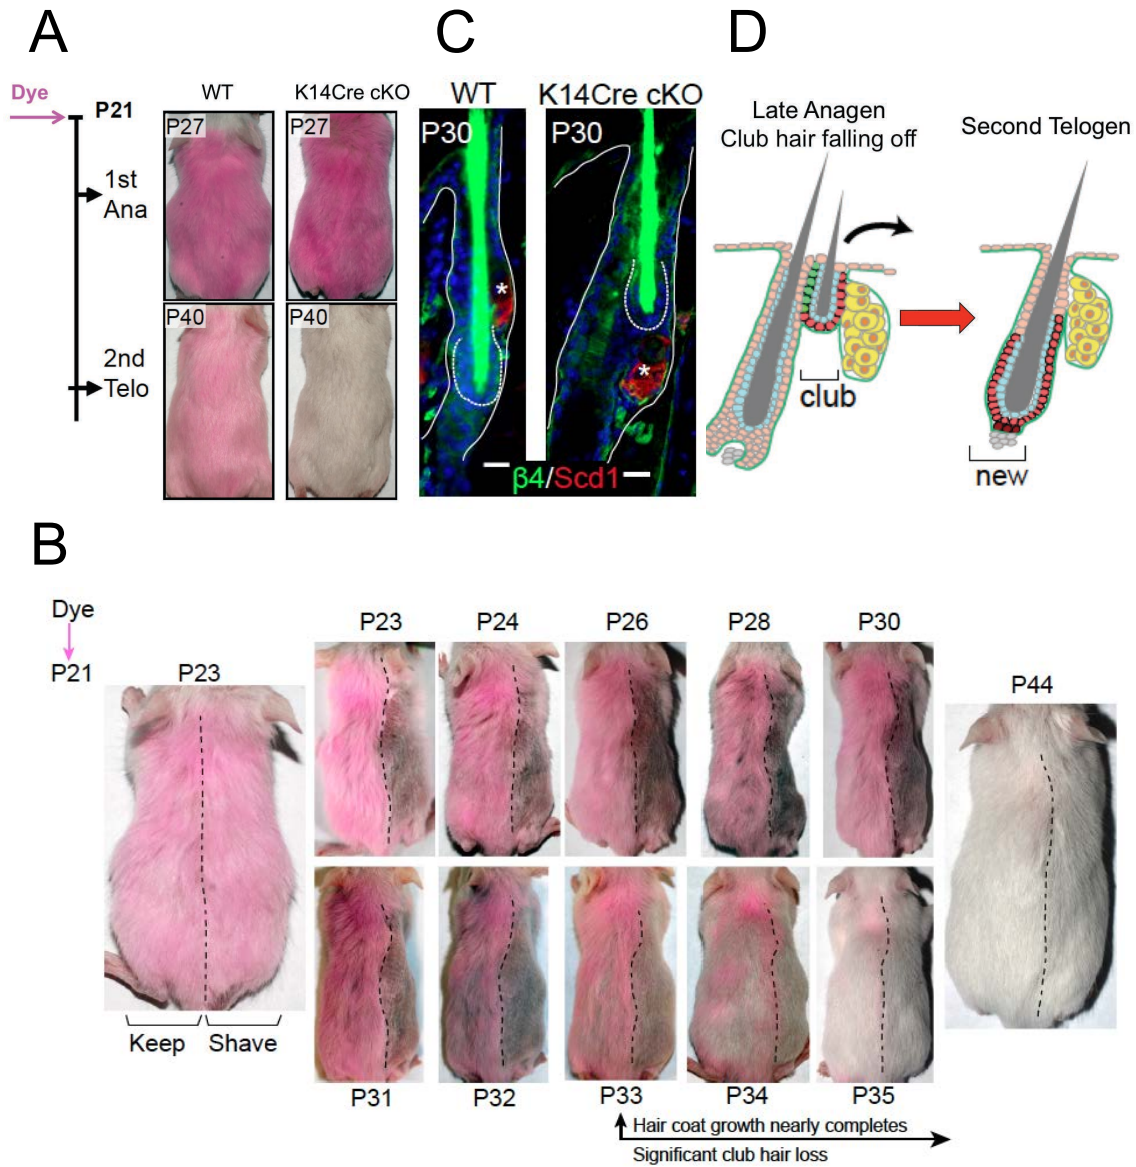 A
C
D
Dye
P21
WT
K14Cre cKO
P27
P27
1st
Ana
P40
P40
2nd
Telo
WT
K14Cre cKO
P30
P30
*
*
β4/Scd1
Late Anagen
Club hair falling off
Second Telogen
club
new
B
Dye
P21
P23
Keep
Shave
P23
P24
P26
P28
P30
P31
P32
P33
P34
P35
P44
Hair coat growth nearly completes
Significant club hair loss